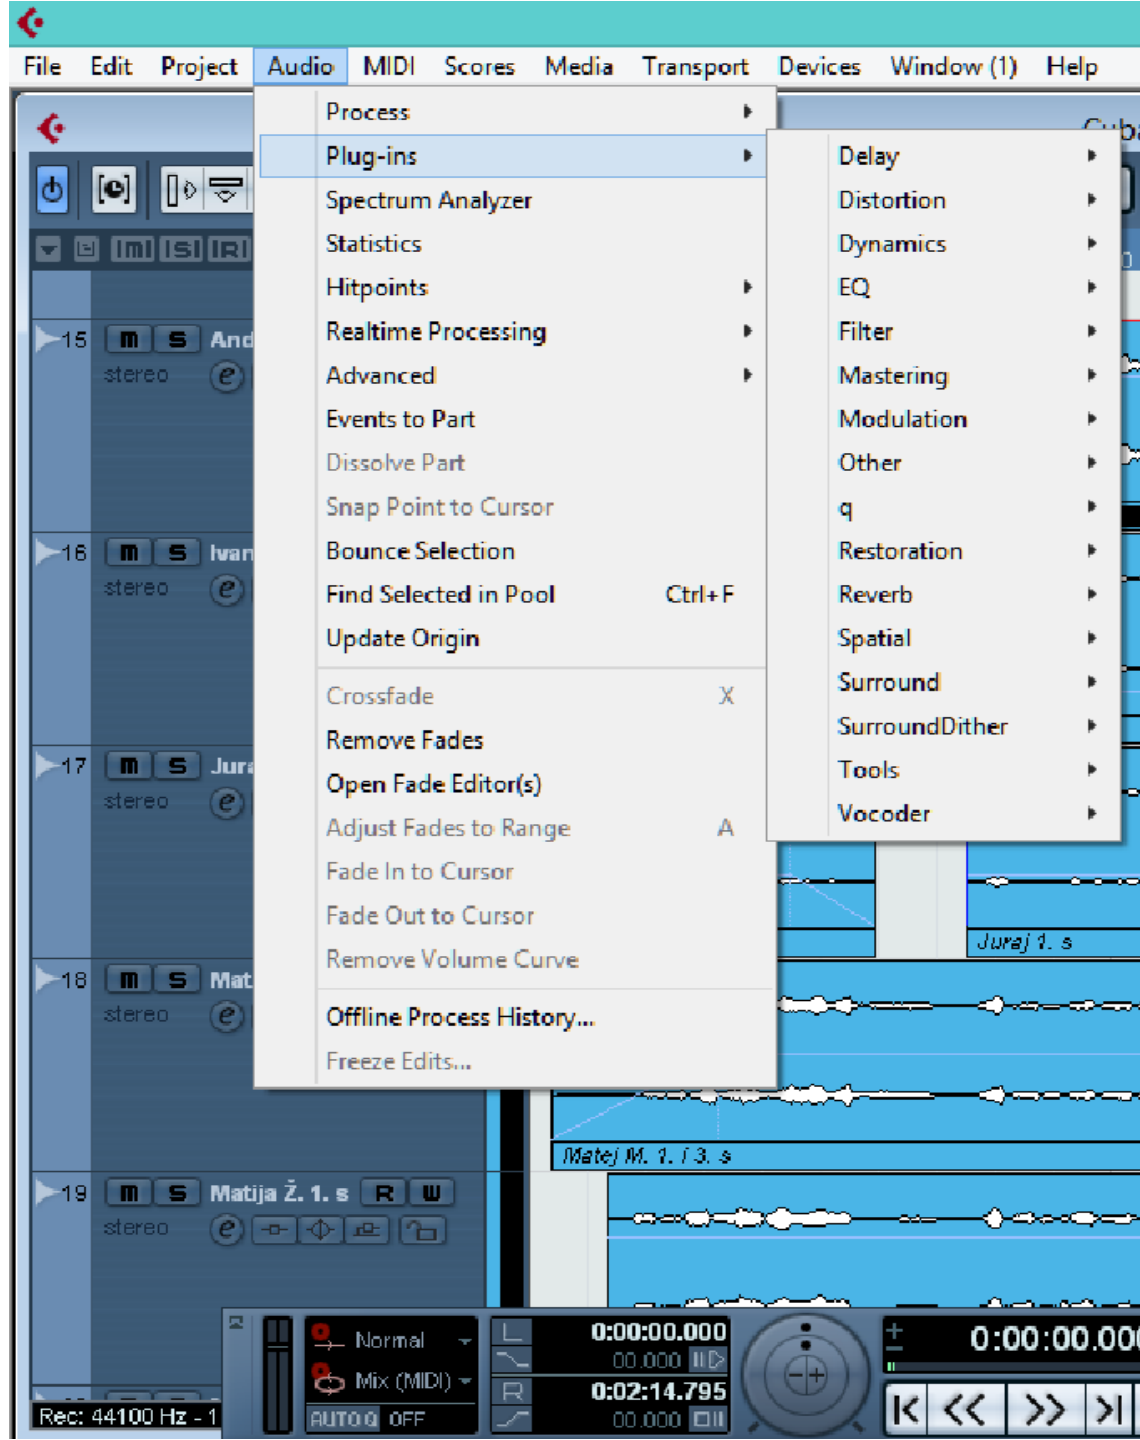 File Edit Project Audio MIDI Scores Media Transport Devices Window (1) Help
Process
Plug-ins
Spectrum Analyzer
Statistics
Hitpoints
Realtime Processing
Advanced
Events to Part
Dissolve Part
Snap Point to Cursor
Bounce Selection
Find Selected in Pool Ctrl+F
Update Origin
Crossfade X
Remove Fades
Open Fade Editor(s)
Adjust Fades to Range A
Fade In to Cursor
Fade Out to Cursor
Remove Volume Curve
Offline Process History...
Freeze Edits...
Delay
Distortion
Dynamics
EQ
Filter
Mastering
Modulation
Other
q
Restoration
Reverb
Spatial
Surround
SurroundDither
Tools
Vocoder
m S R
15 m S And
stereo e
16 m S Ivan
stereo e
17 m S Jura
stereo e
Juraj 1. s
18 m S Mat
stereo e
Matej M. 1. i 3. s
19 m S Matija Ž. 1. s R W
stereo e
Normal
Mix (MIDI)
AUTO Q OFF
L 0:00:00.000
00.000
R 0:02:14.795
00.000
0:00:00.000
Rec: 44100 Hz - 1